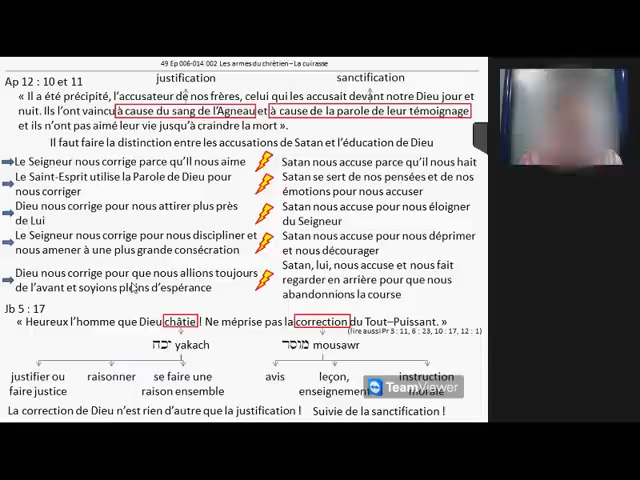 49 Ep 006-014 002 Les armes du chrétien – La cuirasse
justification sanctification
Ap 12 : 10 et 11
« Il a été précipité, l'accusateur de nos frères, celui qui les accusait devant notre Dieu jour et
nuit. Ils l'ont vaincu à cause du sang de l'Agneau et à cause de la parole de leur témoignage
et ils n'ont pas aimé leur vie jusqu'à craindre la mort ».
Il faut faire la distinction entre les accusations de Satan et l'éducation de Dieu
Le Seigneur nous corrige parce qu'Il nous aime
Satan nous accuse parce qu'il nous hait
Le Saint-Esprit utilise la Parole de Dieu pour
nous corriger
Satan se sert de nos pensées et de nos
émotions pour nous accuser
Dieu nous corrige pour nous attirer plus près
de Lui
Satan nous accuse pour nous éloigner
du Seigneur
Le Seigneur nous corrige pour nous discipliner et
nous amener à une plus grande consécration
Satan nous accuse pour nous déprimer
et nous décourager
Dieu nous corrige pour que nous allions toujours
de l'avant et soyions pleins d'espérance
Satan, lui, nous accuse et nous fait
regarder en arrière pour que nous
abandonnions la course
Jb 5 : 17
« Heureux l'homme que Dieu châtie ! Ne méprise pas la correction du Tout–Puissant. »
(lire aussi Pr 3 : 11, 6 : 23, 10 : 17, 12 : 1)
יכח yakach מוסר mousawr
justifier ou
faire justice
raisonner
se faire une
raison ensemble
avis
leçon,
enseignement
instruction
morale
TeamViewer
La correction de Dieu n'est rien d'autre que la justification ! Suivie de la sanctification !